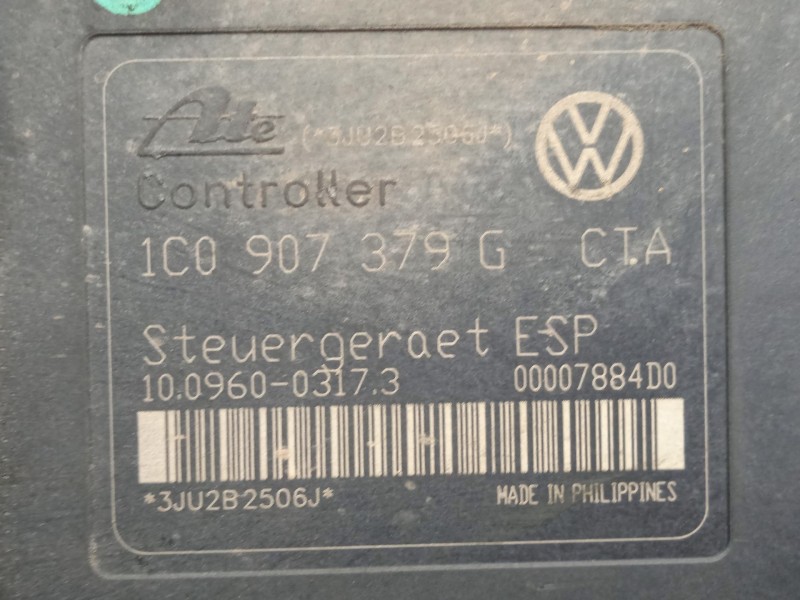 Ate (*3JU2B2506J*)
Controller
1C0 907 379 G CTA
Steuergeraet ESP
10.0960-0317.3 00007884D0
*3JU2B2506J* MADE IN PHILIPPINES